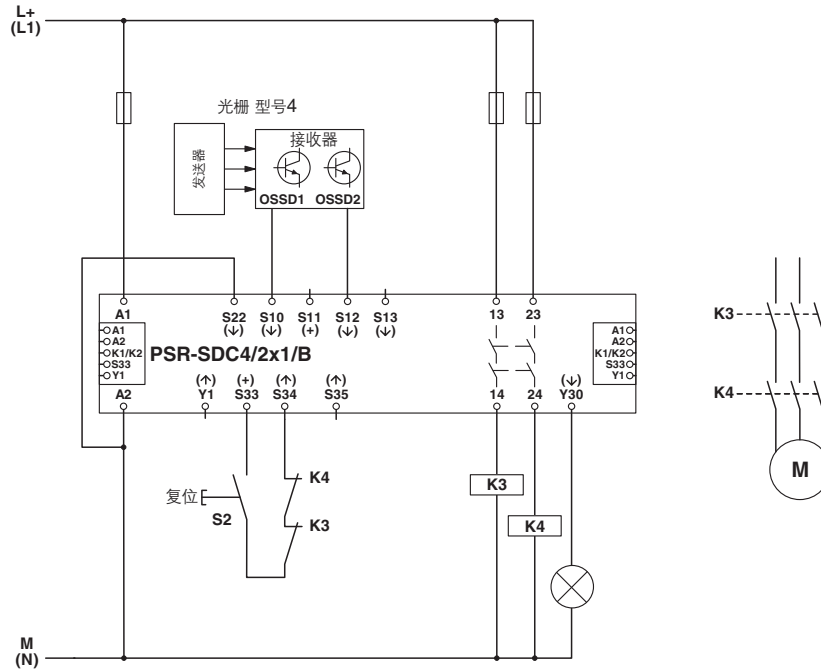 L+
(L1)
光栅 型号4
发送器
接收器
OSSD1 OSSD2
A1 S22 S10 S11 S12 S13 13 23
(↓) (↓) (+) (↓) (↓)
A1
A2
K1/K2
S33
Y1
PSR-SDC4/2x1/B
A1
A2
K1/K2
S33
Y1
(↑) (+) (↑) (↑) (↓)
A2 Y1 S33 S34 S35 14 24 Y30
K3
K4
M
复位
S2
K4
K3
K3
K4
M
(N)